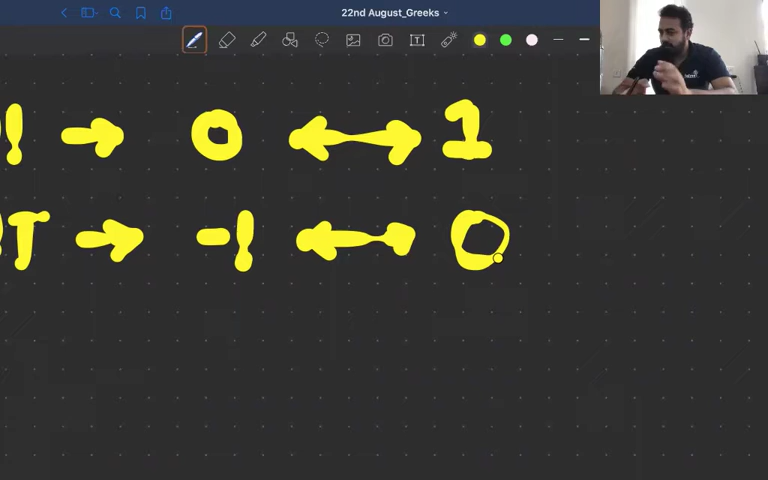 22nd August_Greeks
! → 0 ↔ 1
T → -1 ↔ 0